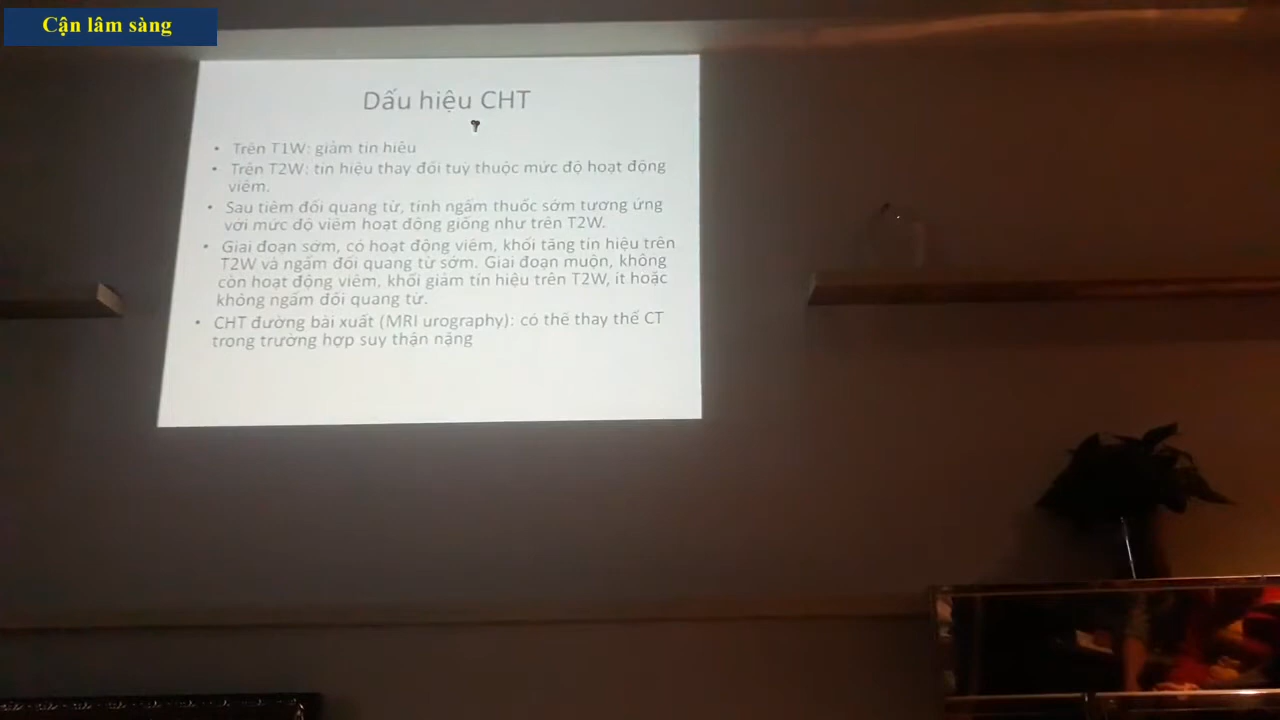 Cận lâm sàng
Dấu hiệu CHT
• Trên T1W: giảm tín hiệu
• Trên T2W: tín hiệu thay đổi tuỳ thuộc mức độ hoạt động
viêm.
• Sau tiêm đối quang từ, tính ngấm thuốc sớm tương ứng
với mức độ viêm hoạt động giống như trên T2W.
• Giai đoạn sớm, có hoạt động viêm, khối tăng tín hiệu trên
T2W và ngấm đối quang từ sớm. Giai đoạn muộn, không
còn hoạt động viêm, khối giảm tín hiệu trên T2W, ít hoặc
không ngấm đối quang từ.
• CHT đường bài xuất (MRI urography): có thể thay thế CT
trong trường hợp suy thận nặng